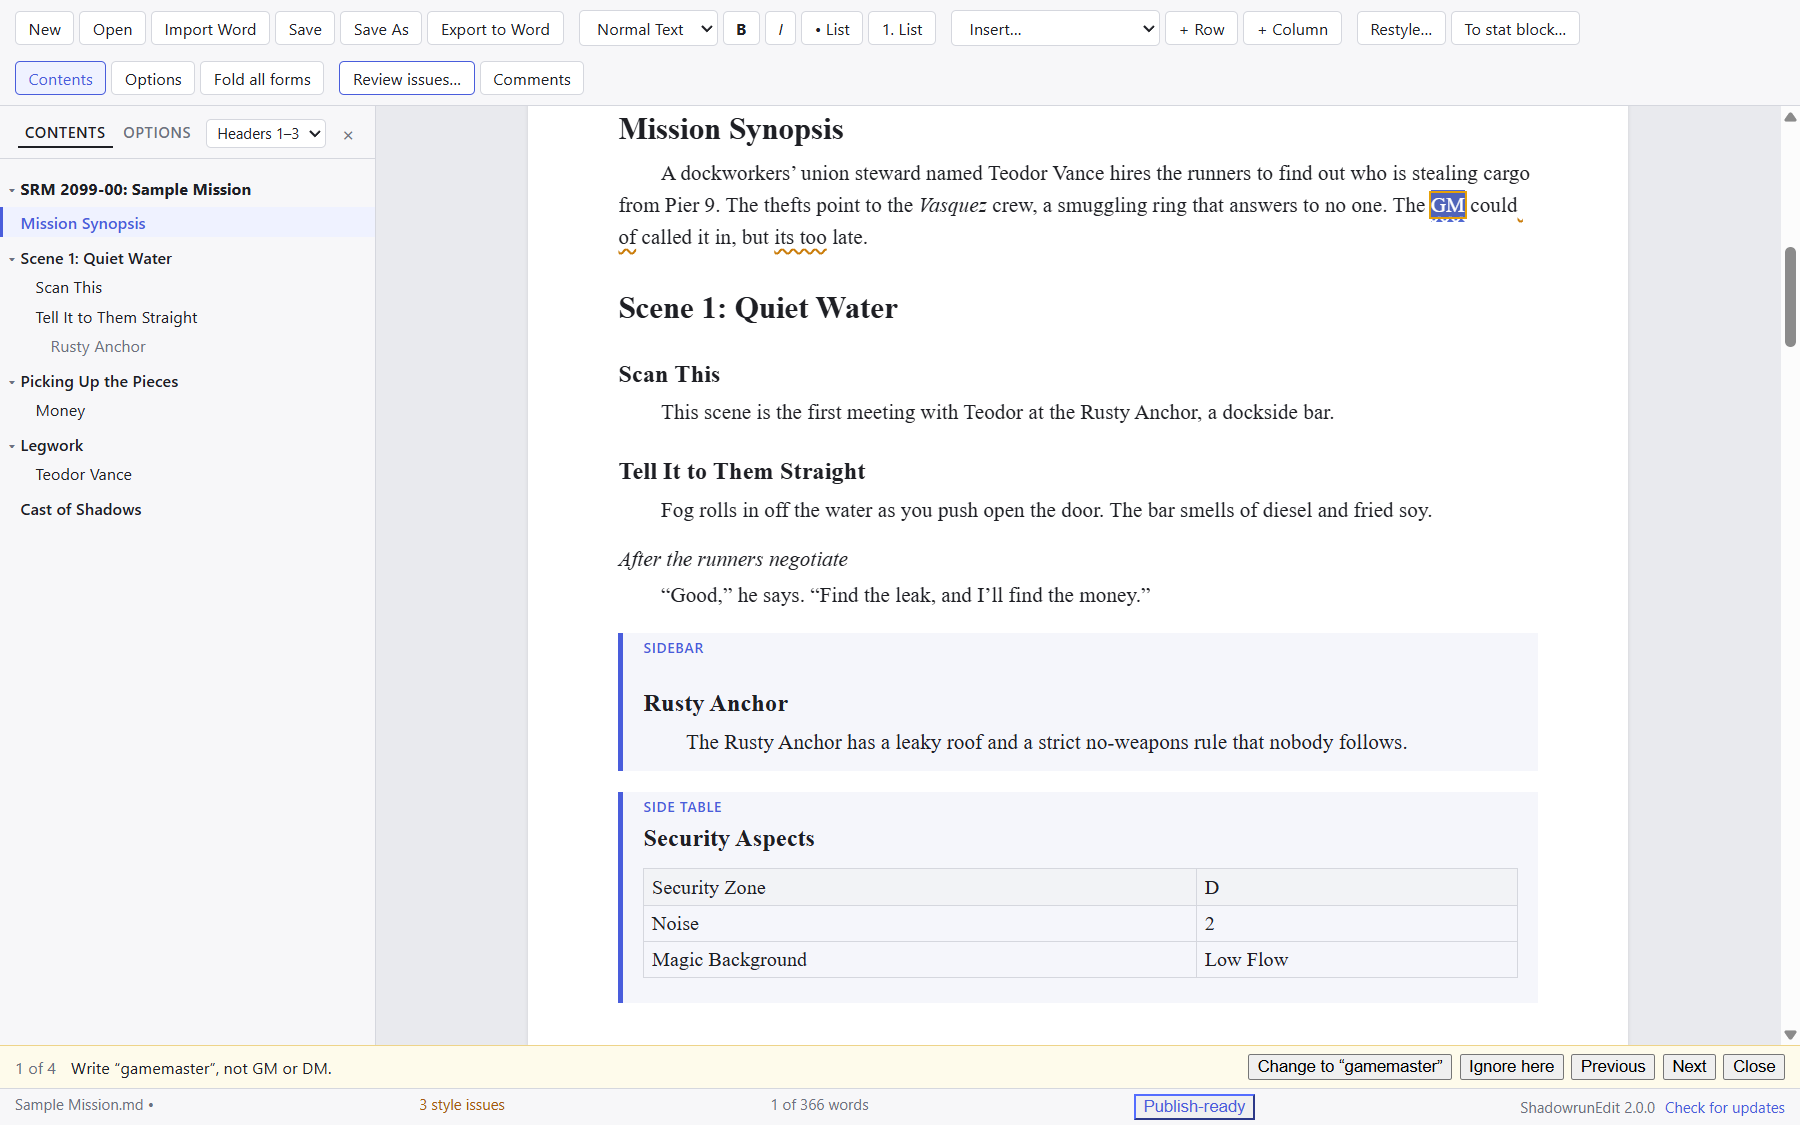 New Open Import Word Save Save As Export to Word Normal Text B I • List 1. List Insert... + Row + Column Restyle... To stat block...
Contents Options Fold all forms Review issues... Comments
CONTENTS OPTIONS Headers 1–3 ×
SRM 2099-00: Sample Mission
Mission Synopsis
Scene 1: Quiet Water
Scan This
Tell It to Them Straight
Rusty Anchor
Picking Up the Pieces
Money
Legwork
Teodor Vance
Cast of Shadows
Mission Synopsis
A dockworkers’ union steward named Teodor Vance hires the runners to find out who is stealing cargo
from Pier 9. The thefts point to the Vasquez crew, a smuggling ring that answers to no one. The GM could
of called it in, but its too late.
Scene 1: Quiet Water
Scan This
This scene is the first meeting with Teodor at the Rusty Anchor, a dockside bar.
Tell It to Them Straight
Fog rolls in off the water as you push open the door. The bar smells of diesel and fried soy.
After the runners negotiate
“Good,” he says. “Find the leak, and I’ll find the money.”
SIDEBAR
Rusty Anchor
The Rusty Anchor has a leaky roof and a strict no-weapons rule that nobody follows.
SIDE TABLE
Security Aspects
Security Zone D
Noise 2
Magic Background Low Flow
1 of 4 Write “gamemaster”, not GM or DM. Change to “gamemaster” Ignore here Previous Next Close
Sample Mission.md • 3 style issues 1 of 366 words Publish-ready ShadowrunEdit 2.0.0 Check for updates